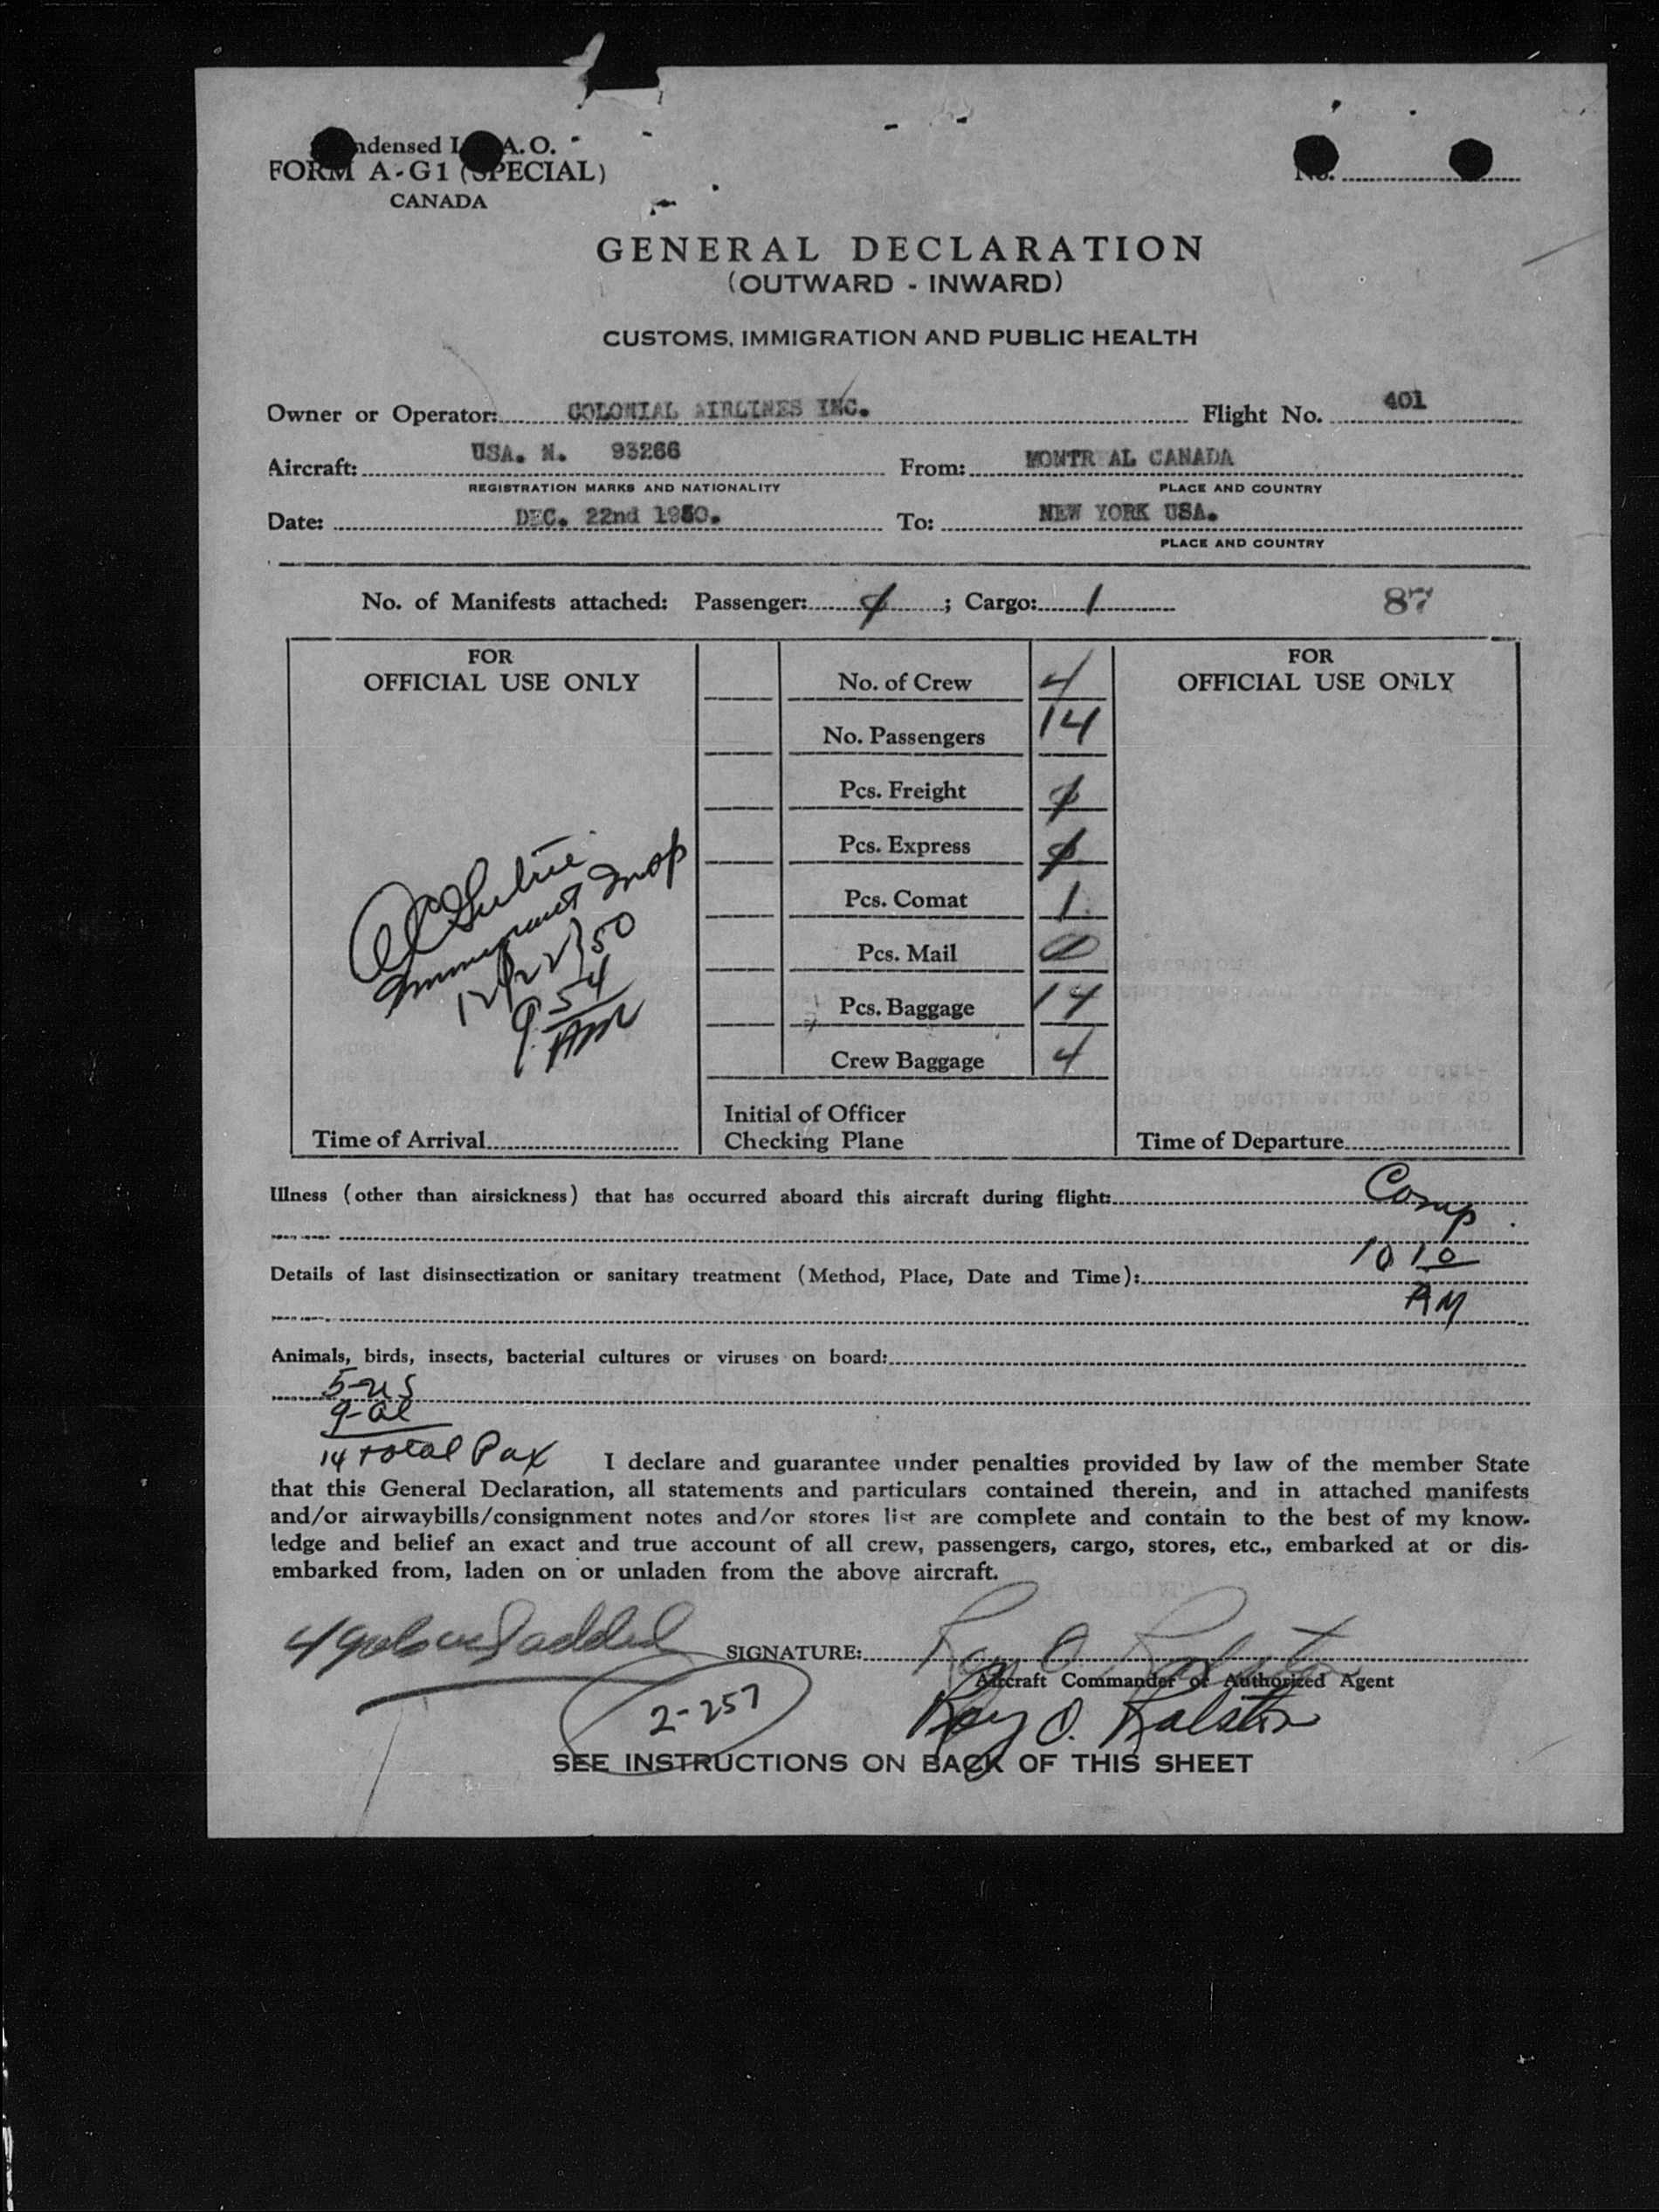 ndensed I A.O.
FORM A-G1 (SPECIAL)
CANADA
No.
GENERAL DECLARATION
(OUTWARD - INWARD)
CUSTOMS, IMMIGRATION AND PUBLIC HEALTH
Owner or Operator: COLONIAL AIRLINES INC. Flight No. 401
Aircraft: USA. N. 93266 From: MONTR AL CANADA
REGISTRATION MARKS AND NATIONALITY PLACE AND COUNTRY
Date: DEC. 22nd 1950. To: NEW YORK USA.
PLACE AND COUNTRY
No. of Manifests attached: Passenger: ; Cargo: 1 87
FOR
OFFICIAL USE ONLY
Immigrant Insp
12/22/50
9 54
AM
Time of Arrival
No. of Crew 4
No. Passengers 14
Pcs. Freight
Pcs. Express
Pcs. Comat 1
Pcs. Mail 0
Pcs. Baggage 14
Crew Baggage 4
Initial of Officer
Checking Plane
FOR
OFFICIAL USE ONLY
Time of Departure
Illness (other than airsickness) that has occurred aboard this aircraft during flight: Comp
10 10
Details of last disinsectization or sanitary treatment (Method, Place, Date and Time):
AM
Animals, birds, insects, bacterial cultures or viruses on board:
5-US
9-al
14 total Pax
I declare and guarantee under penalties provided by law of the member State
that this General Declaration, all statements and particulars contained therein, and in attached manifests
and/or airwaybills/consignment notes and/or stores list are complete and contain to the best of my know-
ledge and belief an exact and true account of all crew, passengers, cargo, stores, etc., embarked at or dis-
embarked from, laden on or unladen from the above aircraft.
SIGNATURE: Ray O. Ralston
Aircraft Commander or Authorized Agent
2-257 Ray O. Ralston
SEE INSTRUCTIONS ON BACK OF THIS SHEET